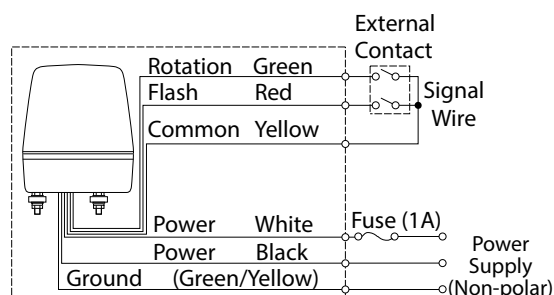 External
Contact
Rotation Green
Flash Red
Signal
Wire
Common Yellow
Power White Fuse (1A)
Power Black
Power
Supply
(Non-polar)
Ground (Green/Yellow)